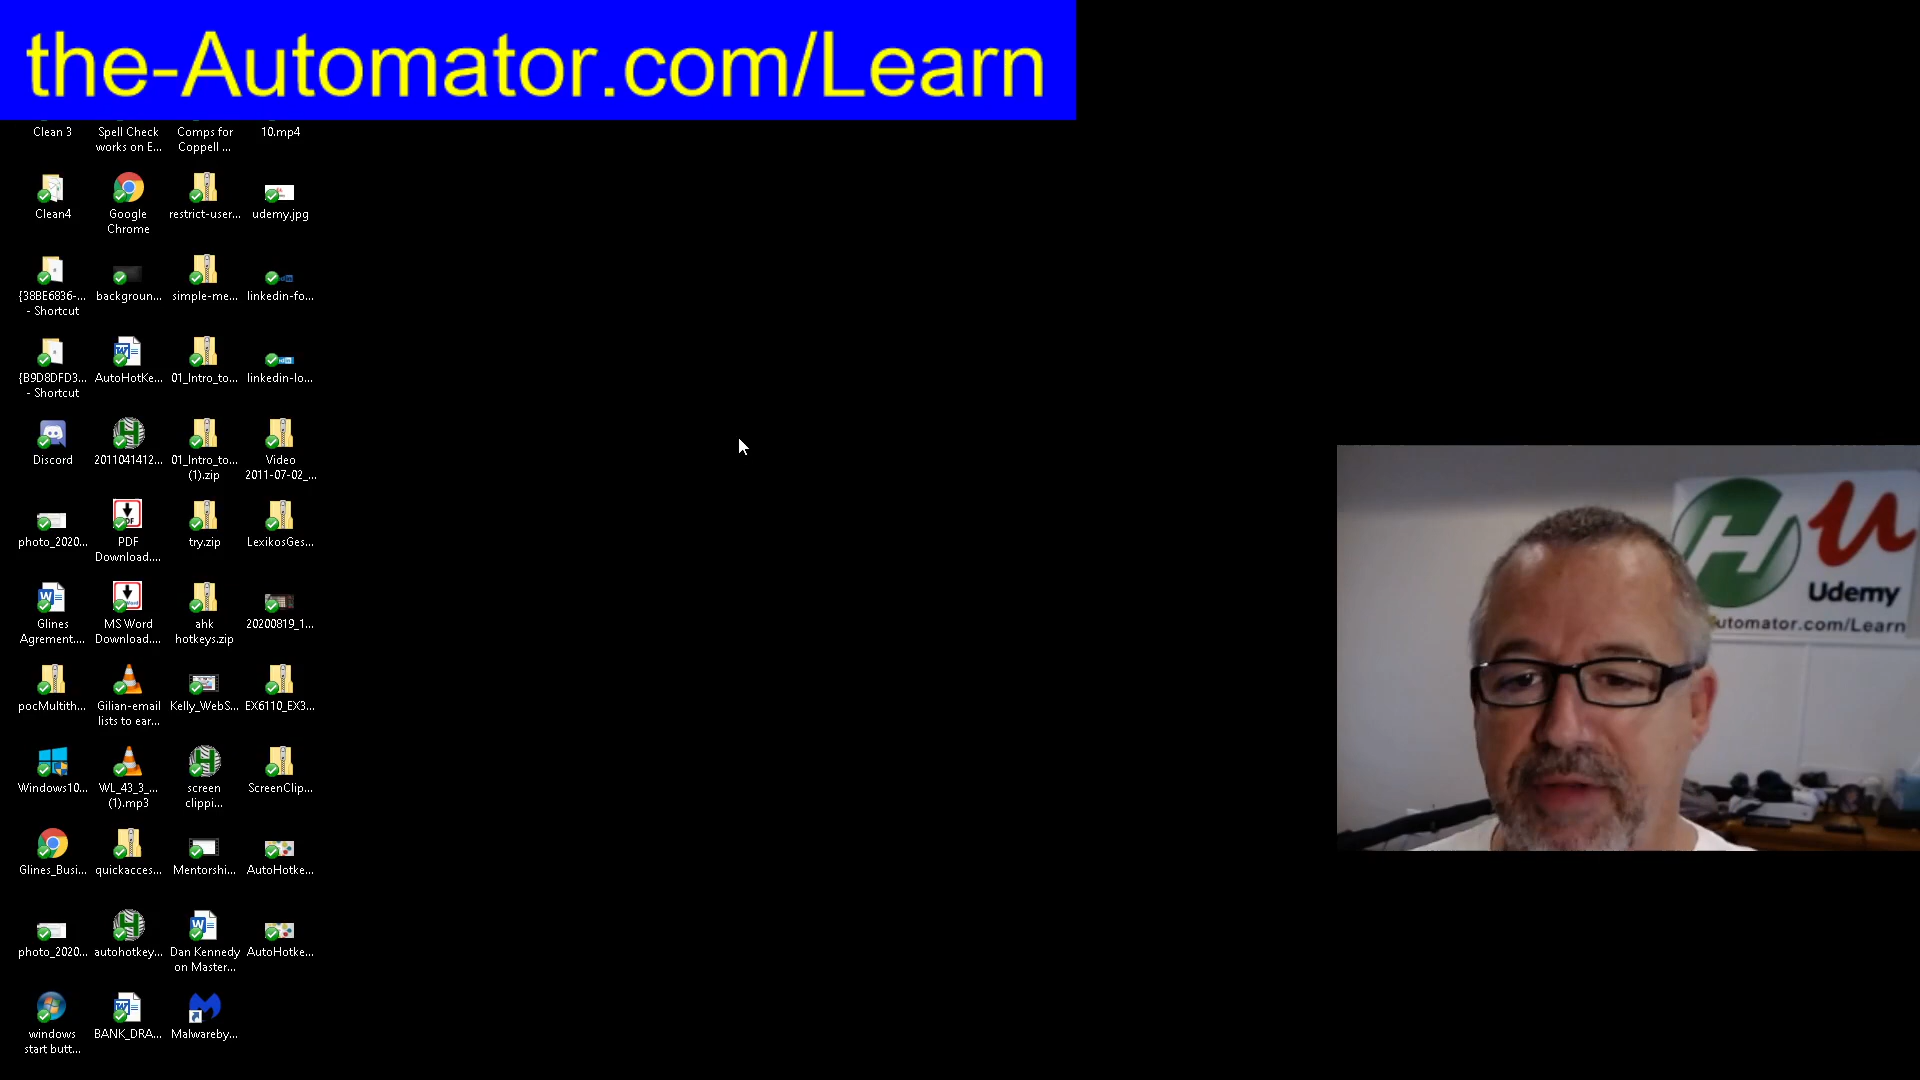 the-Automator.com/Learn
Clean 3
Spell Check
works on E...
Comps for
Coppell ...
10.mp4
Clean4
Google
Chrome
restrict-user...
udemy.jpg
{38BE6836-...
- Shortcut
backgroun...
simple-me...
linkedin-fo...
{B9D8DFD3...
- Shortcut
AutoHotKe...
01_Intro_to...
linkedin-lo...
Discord
2011041412...
01_Intro_to...
(1).zip
Video
2011-07-02_...
photo_2020...
PDF
Download....
try.zip
LexikosGes...
Glines
Agrement....
MS Word
Download....
ahk
hotkeys.zip
20200819_1...
pocMultith...
Gilian-email
lists to ear...
Kelly_WebS...
EX6110_EX3...
Windows10...
WL_43_3_...
(1).mp3
screen
clippi...
ScreenClip...
Glines_Busi...
quickacces...
Mentorshi...
AutoHotke...
photo_2020...
autohotkey...
Dan Kennedy
on Master...
AutoHotke...
windows
start butt...
BANK_DRA...
Malwareby...
H u
Udemy
utomator.com/Learn